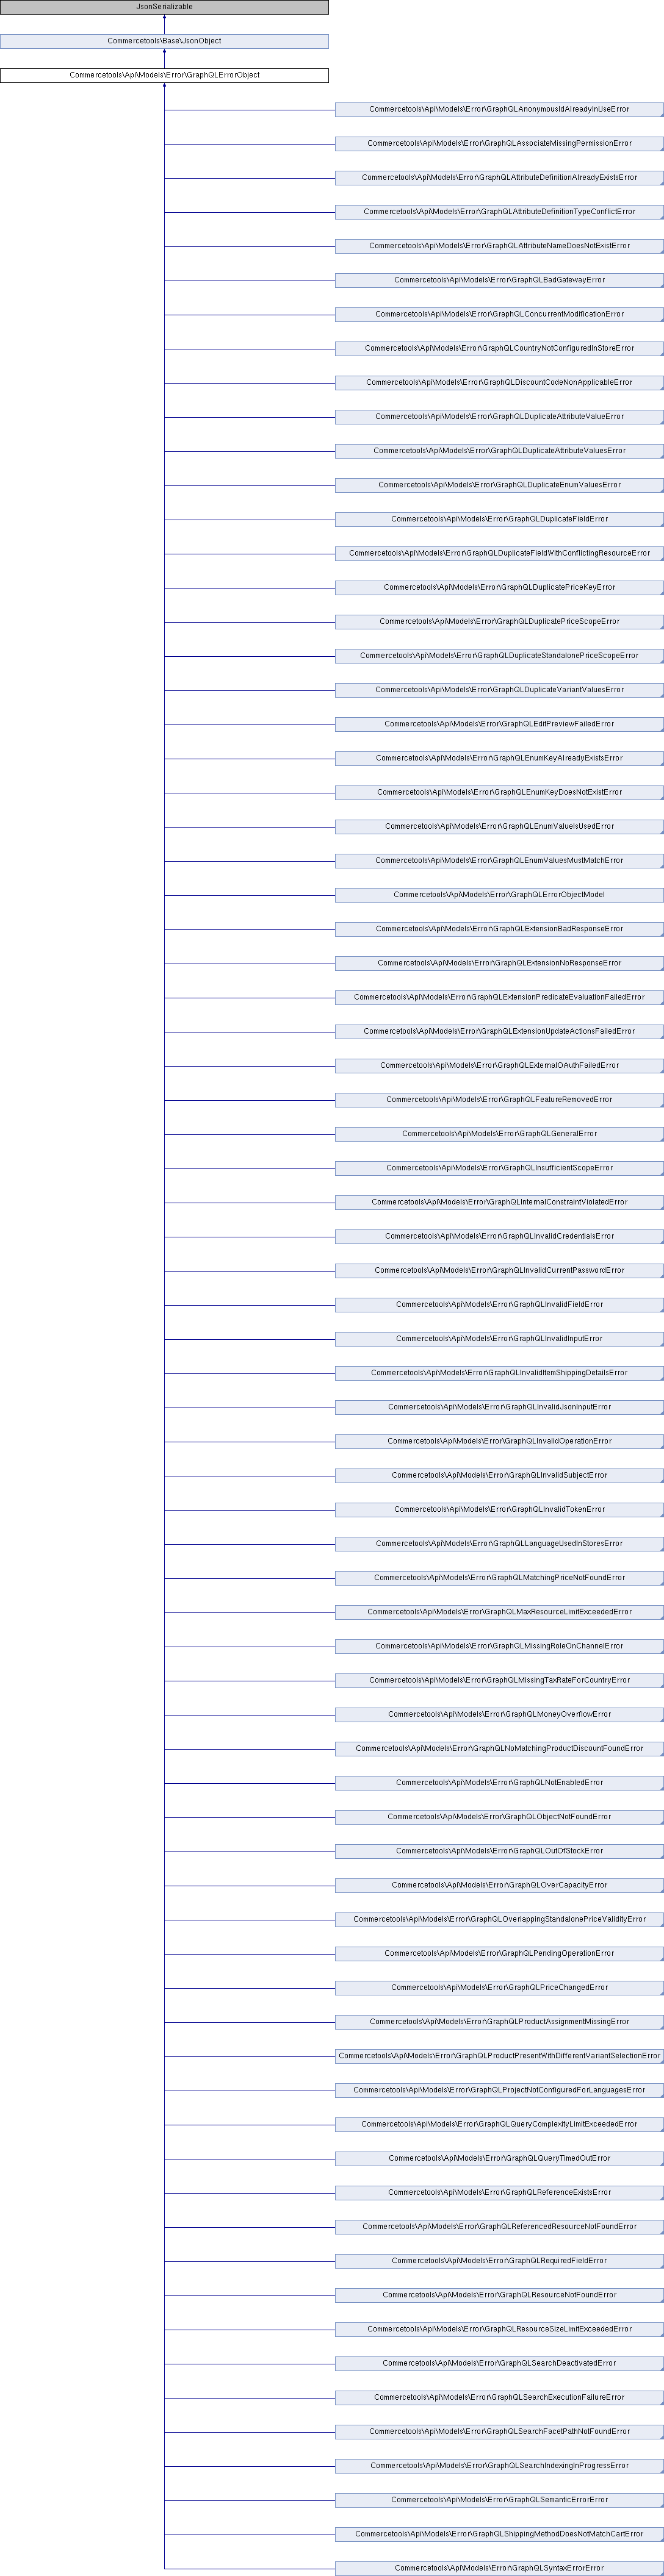 JsonSerializable
Commercetools\Base\JsonObject
Commercetools\Api\Models\Error\GraphQLErrorObject
Commercetools\Api\Models\Error\GraphQLAnonymousIdAlreadyInUseError
Commercetools\Api\Models\Error\GraphQLAssociateMissingPermissionError
Commercetools\Api\Models\Error\GraphQLAttributeDefinitionAlreadyExistsError
Commercetools\Api\Models\Error\GraphQLAttributeDefinitionTypeConflictError
Commercetools\Api\Models\Error\GraphQLAttributeNameDoesNotExistError
Commercetools\Api\Models\Error\GraphQLBadGatewayError
Commercetools\Api\Models\Error\GraphQLConcurrentModificationError
Commercetools\Api\Models\Error\GraphQLCountryNotConfiguredInStoreError
Commercetools\Api\Models\Error\GraphQLDiscountCodeNonApplicableError
Commercetools\Api\Models\Error\GraphQLDuplicateAttributeValueError
Commercetools\Api\Models\Error\GraphQLDuplicateAttributeValuesError
Commercetools\Api\Models\Error\GraphQLDuplicateEnumValuesError
Commercetools\Api\Models\Error\GraphQLDuplicateFieldError
Commercetools\Api\Models\Error\GraphQLDuplicateFieldWithConflictingResourceError
Commercetools\Api\Models\Error\GraphQLDuplicatePriceKeyError
Commercetools\Api\Models\Error\GraphQLDuplicatePriceScopeError
Commercetools\Api\Models\Error\GraphQLDuplicateStandalonePriceScopeError
Commercetools\Api\Models\Error\GraphQLDuplicateVariantValuesError
Commercetools\Api\Models\Error\GraphQLEditPreviewFailedError
Commercetools\Api\Models\Error\GraphQLEnumKeyAlreadyExistsError
Commercetools\Api\Models\Error\GraphQLEnumKeyDoesNotExistError
Commercetools\Api\Models\Error\GraphQLEnumValueIsUsedError
Commercetools\Api\Models\Error\GraphQLEnumValuesMustMatchError
Commercetools\Api\Models\Error\GraphQLErrorObjectModel
Commercetools\Api\Models\Error\GraphQLExtensionBadResponseError
Commercetools\Api\Models\Error\GraphQLExtensionNoResponseError
Commercetools\Api\Models\Error\GraphQLExtensionPredicateEvaluationFailedError
Commercetools\Api\Models\Error\GraphQLExtensionUpdateActionsFailedError
Commercetools\Api\Models\Error\GraphQLExternalOAuthFailedError
Commercetools\Api\Models\Error\GraphQLFeatureRemovedError
Commercetools\Api\Models\Error\GraphQLGeneralError
Commercetools\Api\Models\Error\GraphQLInsufficientScopeError
Commercetools\Api\Models\Error\GraphQLInternalConstraintViolatedError
Commercetools\Api\Models\Error\GraphQLInvalidCredentialsError
Commercetools\Api\Models\Error\GraphQLInvalidCurrentPasswordError
Commercetools\Api\Models\Error\GraphQLInvalidFieldError
Commercetools\Api\Models\Error\GraphQLInvalidInputError
Commercetools\Api\Models\Error\GraphQLInvalidItemShippingDetailsError
Commercetools\Api\Models\Error\GraphQLInvalidJsonInputError
Commercetools\Api\Models\Error\GraphQLInvalidOperationError
Commercetools\Api\Models\Error\GraphQLInvalidSubjectError
Commercetools\Api\Models\Error\GraphQLInvalidTokenError
Commercetools\Api\Models\Error\GraphQLLanguageUsedInStoresError
Commercetools\Api\Models\Error\GraphQLMatchingPriceNotFoundError
Commercetools\Api\Models\Error\GraphQLMaxResourceLimitExceededError
Commercetools\Api\Models\Error\GraphQLMissingRoleOnChannelError
Commercetools\Api\Models\Error\GraphQLMissingTaxRateForCountryError
Commercetools\Api\Models\Error\GraphQLMoneyOverflowError
Commercetools\Api\Models\Error\GraphQLNoMatchingProductDiscountFoundError
Commercetools\Api\Models\Error\GraphQLNotEnabledError
Commercetools\Api\Models\Error\GraphQLObjectNotFoundError
Commercetools\Api\Models\Error\GraphQLOutOfStockError
Commercetools\Api\Models\Error\GraphQLOverCapacityError
Commercetools\Api\Models\Error\GraphQLOverlappingStandalonePriceValidityError
Commercetools\Api\Models\Error\GraphQLPendingOperationError
Commercetools\Api\Models\Error\GraphQLPriceChangedError
Commercetools\Api\Models\Error\GraphQLProductAssignmentMissingError
Commercetools\Api\Models\Error\GraphQLProductPresentWithDifferentVariantSelectionError
Commercetools\Api\Models\Error\GraphQLProjectNotConfiguredForLanguagesError
Commercetools\Api\Models\Error\GraphQLQueryComplexityLimitExceededError
Commercetools\Api\Models\Error\GraphQLQueryTimedOutError
Commercetools\Api\Models\Error\GraphQLReferenceExistsError
Commercetools\Api\Models\Error\GraphQLReferencedResourceNotFoundError
Commercetools\Api\Models\Error\GraphQLRequiredFieldError
Commercetools\Api\Models\Error\GraphQLResourceNotFoundError
Commercetools\Api\Models\Error\GraphQLResourceSizeLimitExceededError
Commercetools\Api\Models\Error\GraphQLSearchDeactivatedError
Commercetools\Api\Models\Error\GraphQLSearchExecutionFailureError
Commercetools\Api\Models\Error\GraphQLSearchFacetPathNotFoundError
Commercetools\Api\Models\Error\GraphQLSearchIndexingInProgressError
Commercetools\Api\Models\Error\GraphQLSemanticErrorError
Commercetools\Api\Models\Error\GraphQLShippingMethodDoesNotMatchCartError
Commercetools\Api\Models\Error\GraphQLSyntaxErrorError